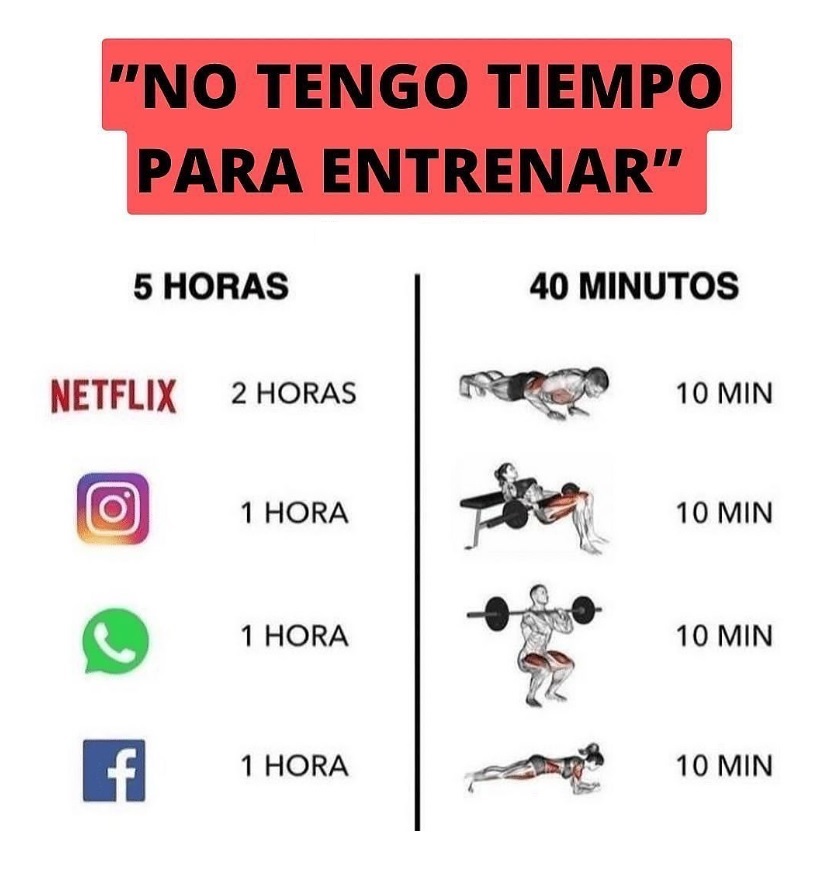 ”NO TENGO TIEMPO
PARA ENTRENAR”
5 HORAS
40 MINUTOS
NETFLIX 2 HORAS
10 MIN
1 HORA
10 MIN
1 HORA
10 MIN
f 1 HORA
10 MIN